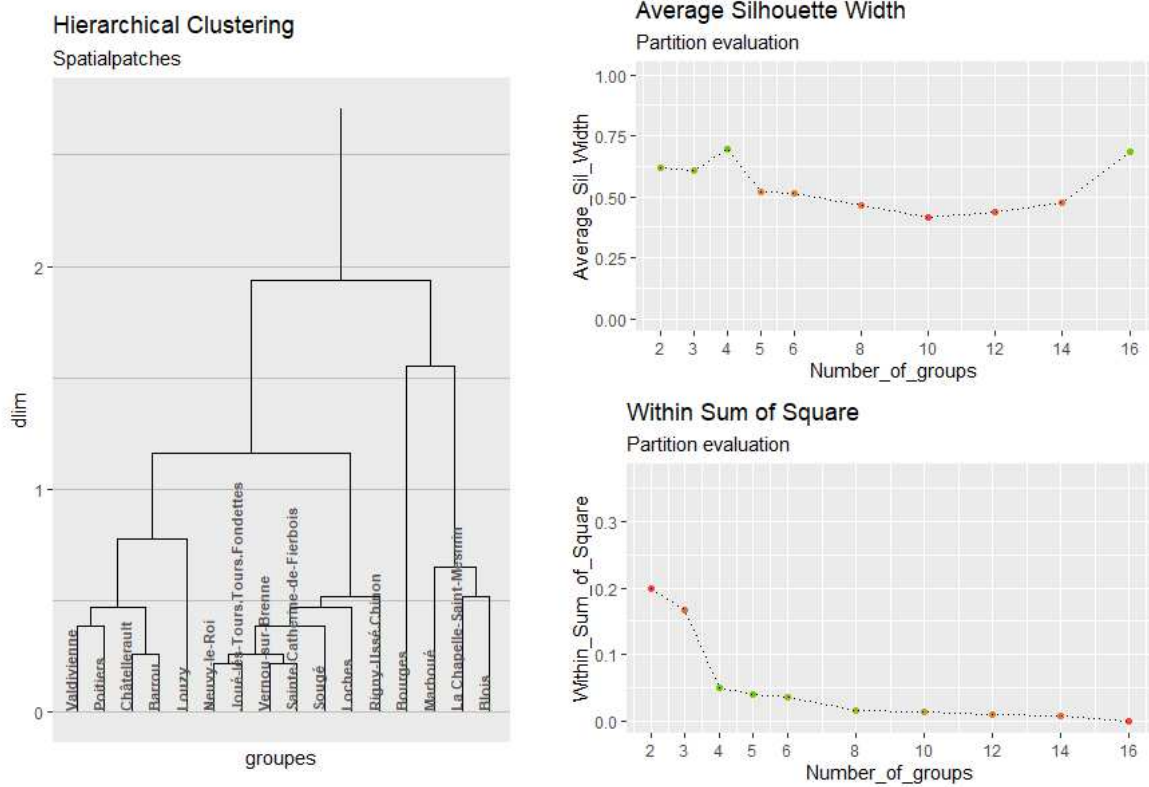 Hierarchical Clustering
Spatialpatches
dlim
2
1
0
Valdivienne
Poitiers
Châtellerault
Barrou
Louzy
Neuvy-le-Roi
Joué-lès-Tours.Tours.Fondettes
Vernou-sur-Brenne
Sainte-Catherine-de-Fierbois
Sougé
Loches
Rigny-Ussé.Chinon
Bourges
Marboué
La Chapelle-Saint-Mesmin
Blois
groupes
Average Silhouette Width
Partition evaluation
Average_Sil_Width
1.00
0.75
0.50
0.25
0.00
2 3 4 5 6 8 10 12 14 16
Number_of_groups
Within Sum of Square
Partition evaluation
Within_Sum_of_Square
0.3
0.2
0.1
0.0
2 3 4 5 6 8 10 12 14 16
Number_of_groups